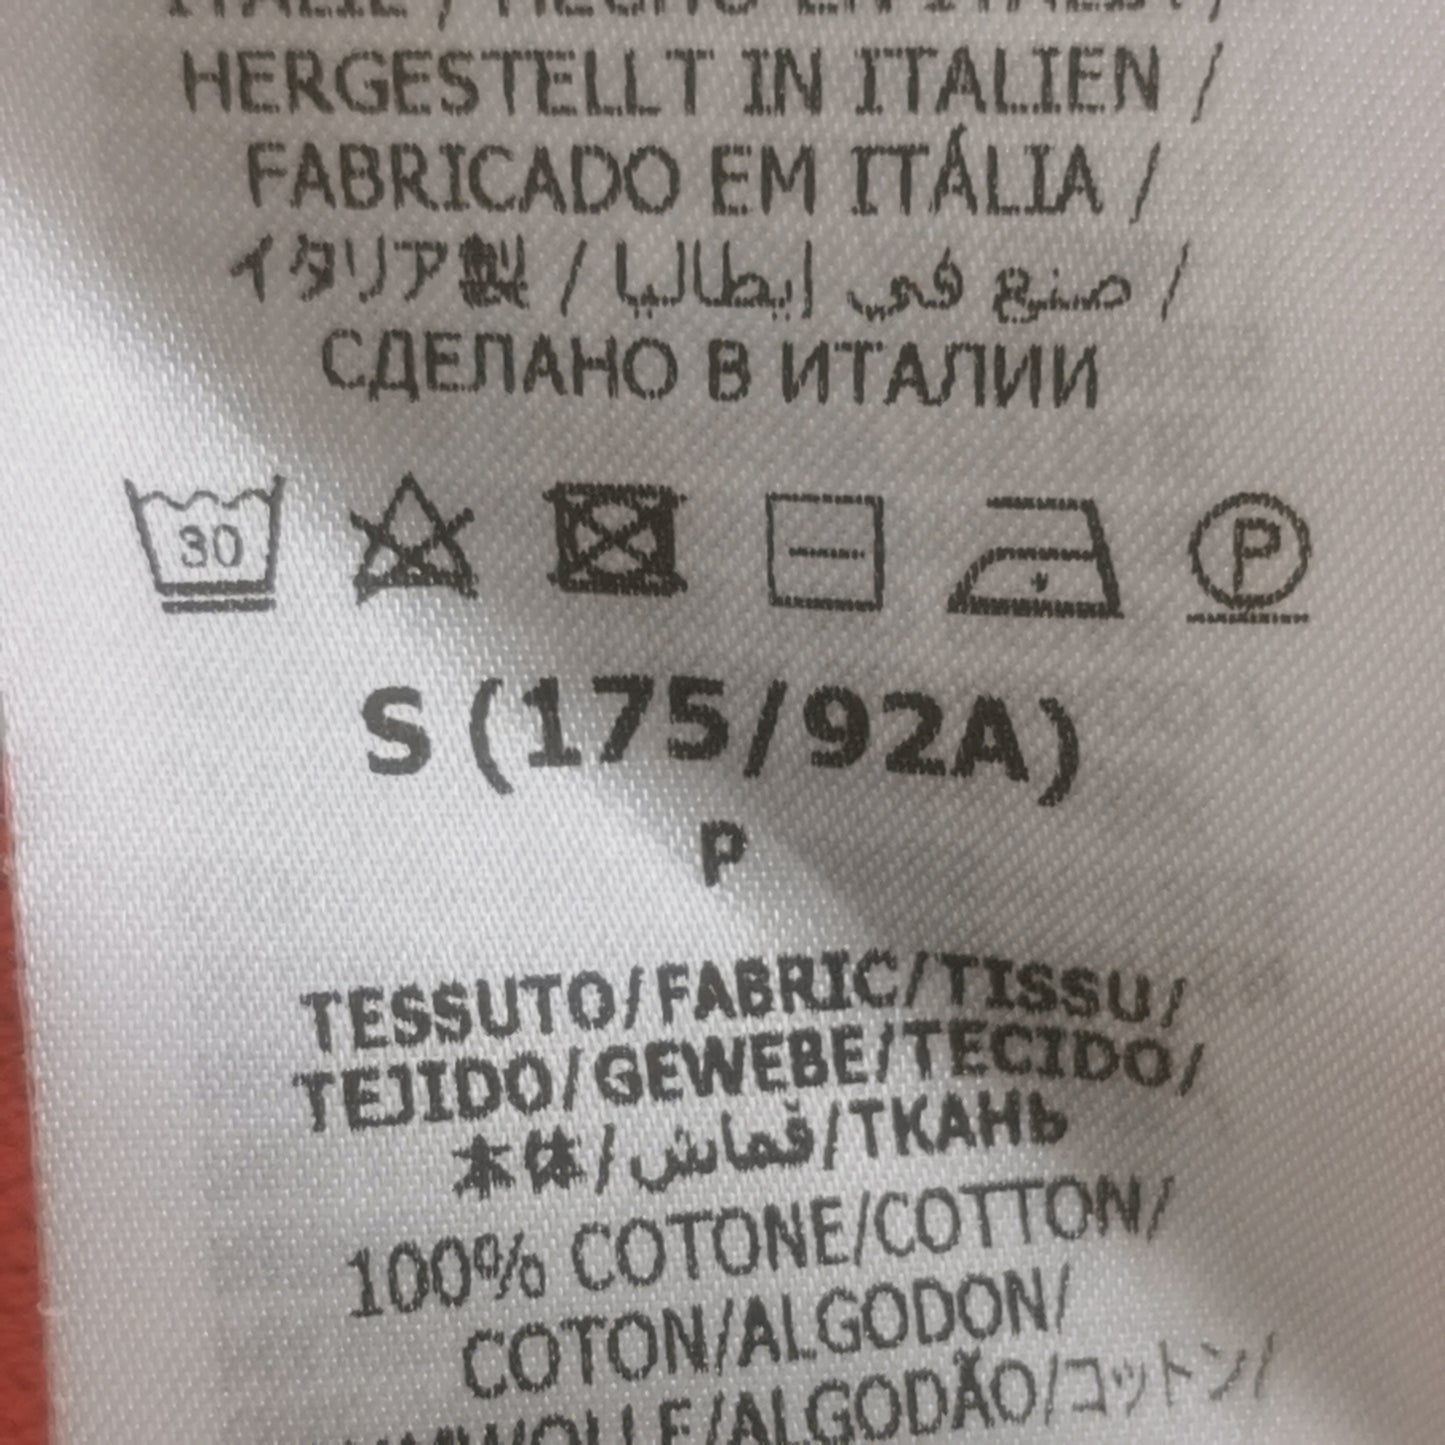 HERGESTELLT IN ITALIEN /
FABRICADO EM ITÁLIA /
イタリア製 / صنع في إيطاليا /
СДЕЛАНО В ИТАЛИИ
30 P
S (175/92A)
P
TESSUTO/FABRIC/TISSU/
TEJIDO/GEWEBE/TECIDO/
本体/قماش/ТКАНЬ
100% COTONE/COTTON/
COTON/ALGODON/
/ALGODÃO/コットン/